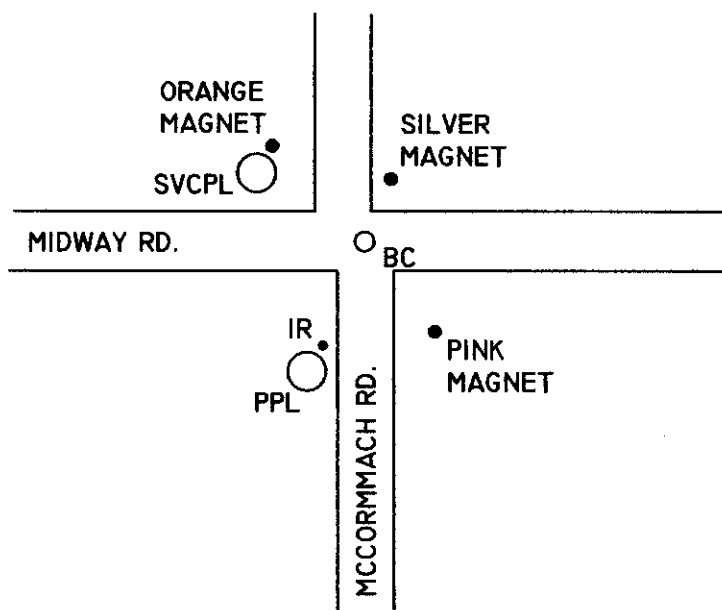 ORANGE
MAGNET
SVCPL
SILVER
MAGNET
MIDWAY RD.
BC
IR
PPL
PINK
MAGNET
MCCORMMACH RD.